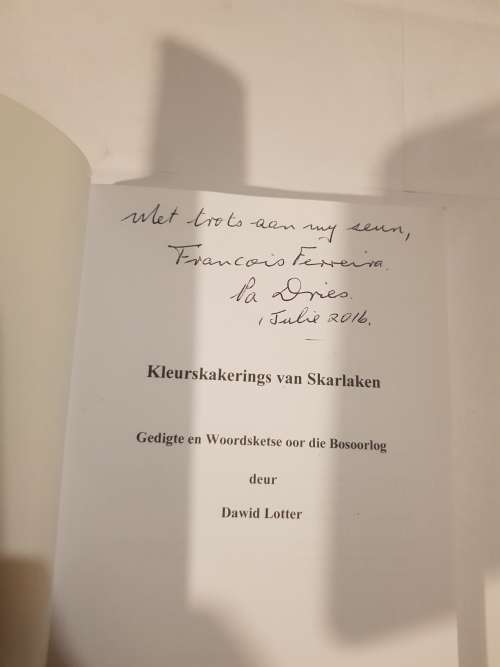 Met trots aan my seun,
Francois Ferreira.
Pa Dries.
1 Julie 2016.
Kleurskakerings van Skarlaken
Gedigte en Woordsketse oor die Bosoorlog
deur
Dawid Lotter